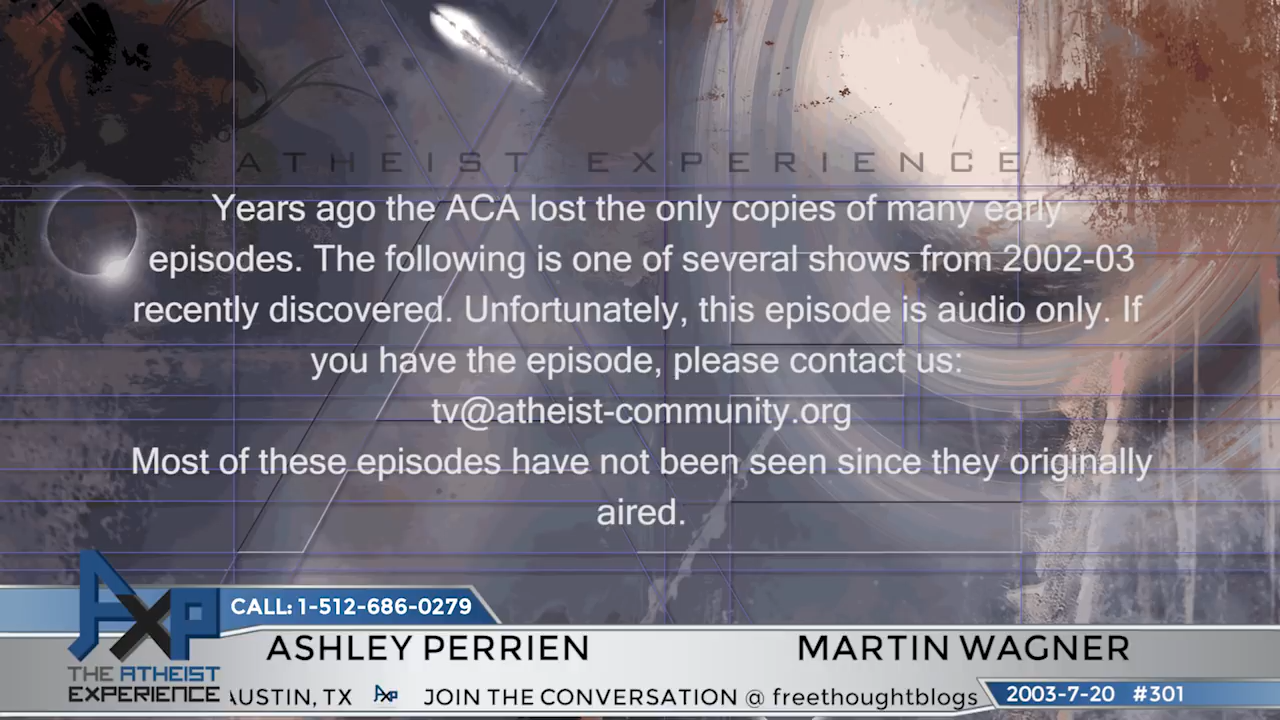 ATHEIST EXPERIENCE
Years ago the ACA lost the only copies of many early
episodes. The following is one of several shows from 2002-03
recently discovered. Unfortunately, this episode is audio only. If
you have the episode, please contact us:
tv@atheist-community.org
Most of these episodes have not been seen since they originally
aired.
CALL: 1-512-686-0279
AXP
THE ATHEIST
EXPERIENCE
ASHLEY PERRIEN MARTIN WAGNER
AUSTIN, TX AXP JOIN THE CONVERSATION @ freethoughtblogs
2003-7-20 #301